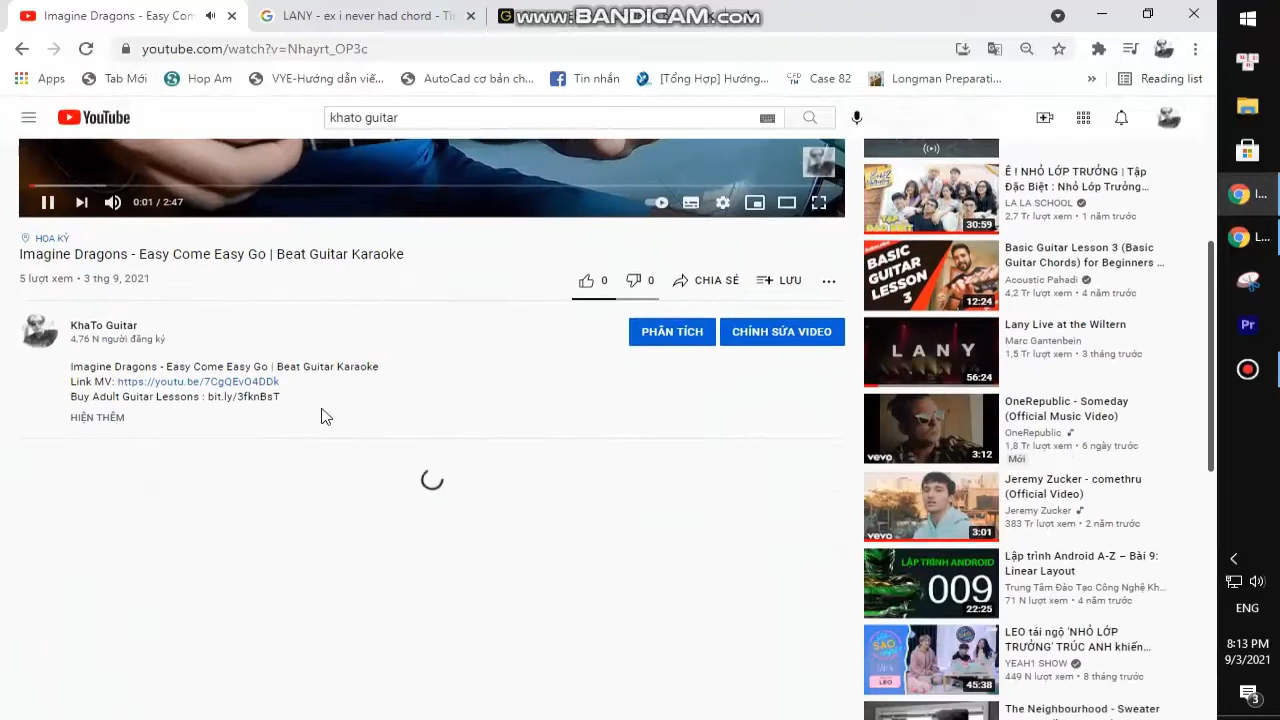 Imagine Dragons - Easy Com
LANY - ex i never had chord - T
www.BANDICAM.com
youtube.com/watch?v=Nhayrt_OP3c
Apps
Tab Mới
Hop Am
VYE-Hướng dẫn viế...
AutoCad cơ bản ch...
Tin nhắn
[Tổng Hợp] Hướng...
Case 82
Longman Preparati...
»
Reading list
YouTube
khato guitar
0:01 / 2:47
HOA KỲ
Imagine Dragons - Easy Come Easy Go | Beat Guitar Karaoke
5 lượt xem • 3 thg 9, 2021
0
0
CHIA SẺ
LƯU
KhaTo Guitar
4,76 N người đăng ký
PHÂN TÍCH
CHỈNH SỬA VIDEO
Imagine Dragons - Easy Come Easy Go | Beat Guitar Karaoke
Link MV: https://youtu.be/7CgQEvO4DDk
Buy Adult Guitar Lessons : bit.ly/3fknBsT
HIỆN THÊM
30:59
Ê ! NHỎ LỚP TRƯỞNG | Tập
Đặc Biệt : Nhỏ Lớp Trưởng...
LA LA SCHOOL
2,7 Tr lượt xem • 1 năm trước
BASIC
GUITAR
LESSON
3
12:24
Basic Guitar Lesson 3 (Basic
Guitar Chords) for Beginners ...
Acoustic Pahadi
4,2 Tr lượt xem • 4 năm trước
LANY
56:24
Lany Live at the Wiltern
Marc Gantenbein
1,5 Tr lượt xem • 3 tháng trước
vevo
3:12
OneRepublic - Someday
(Official Music Video)
OneRepublic
1,8 Tr lượt xem • 6 ngày trước
Mới
vevo
3:01
Jeremy Zucker - comethru
(Official Video)
Jeremy Zucker
383 Tr lượt xem • 2 năm trước
LẬP TRÌNH ANDROID
009
22:25
Lập trình Android A-Z – Bài 9:
Linear Layout
Trung Tâm Đào Tạo Công Nghệ Kh...
71 N lượt xem • 4 năm trước
SAO
LEO
45:38
LEO tái ngộ 'NHỎ LỚP
TRƯỞNG' TRÚC ANH khiến...
YEAH1 SHOW
449 N lượt xem • 8 tháng trước
The Neighbourhood - Sweater
I...
L...
Pr
ENG
8:13 PM
9/3/2021
3